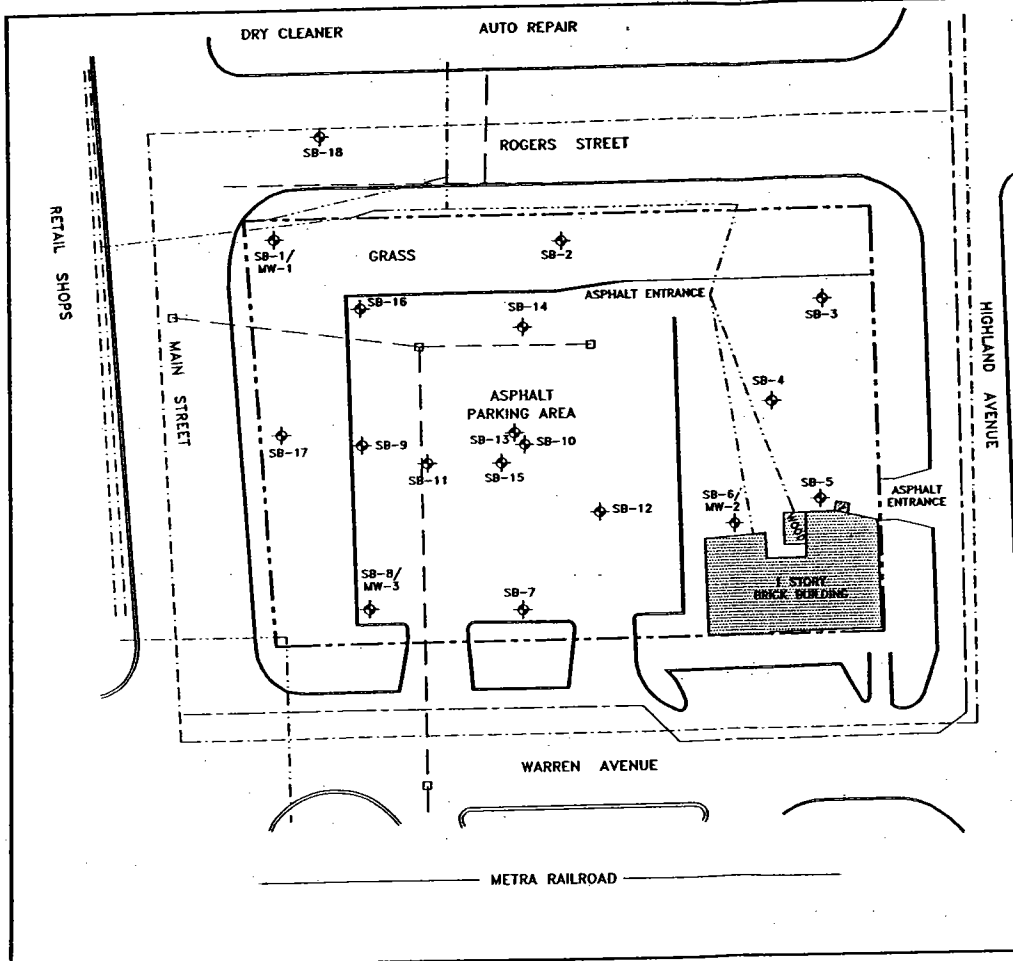 DRY CLEANER
AUTO REPAIR
SB-18
ROGERS STREET
RETAIL SHOPS
SB-1/
MW-1
GRASS
SB-2
ASPHALT ENTRANCE
SB-16
SB-14
SB-3
MAIN STREET
HIGHLAND AVENUE
SB-4
ASPHALT
PARKING AREA
SB-17
SB-9
SB-13
SB-10
SB-11
SB-15
SB-12
SB-6/
MW-2
SB-5
ASPHALT
ENTRANCE
WOOD
1 STORY
BRICK BUILDING
SB-8/
MW-3
SB-7
WARREN AVENUE
METRA RAILROAD